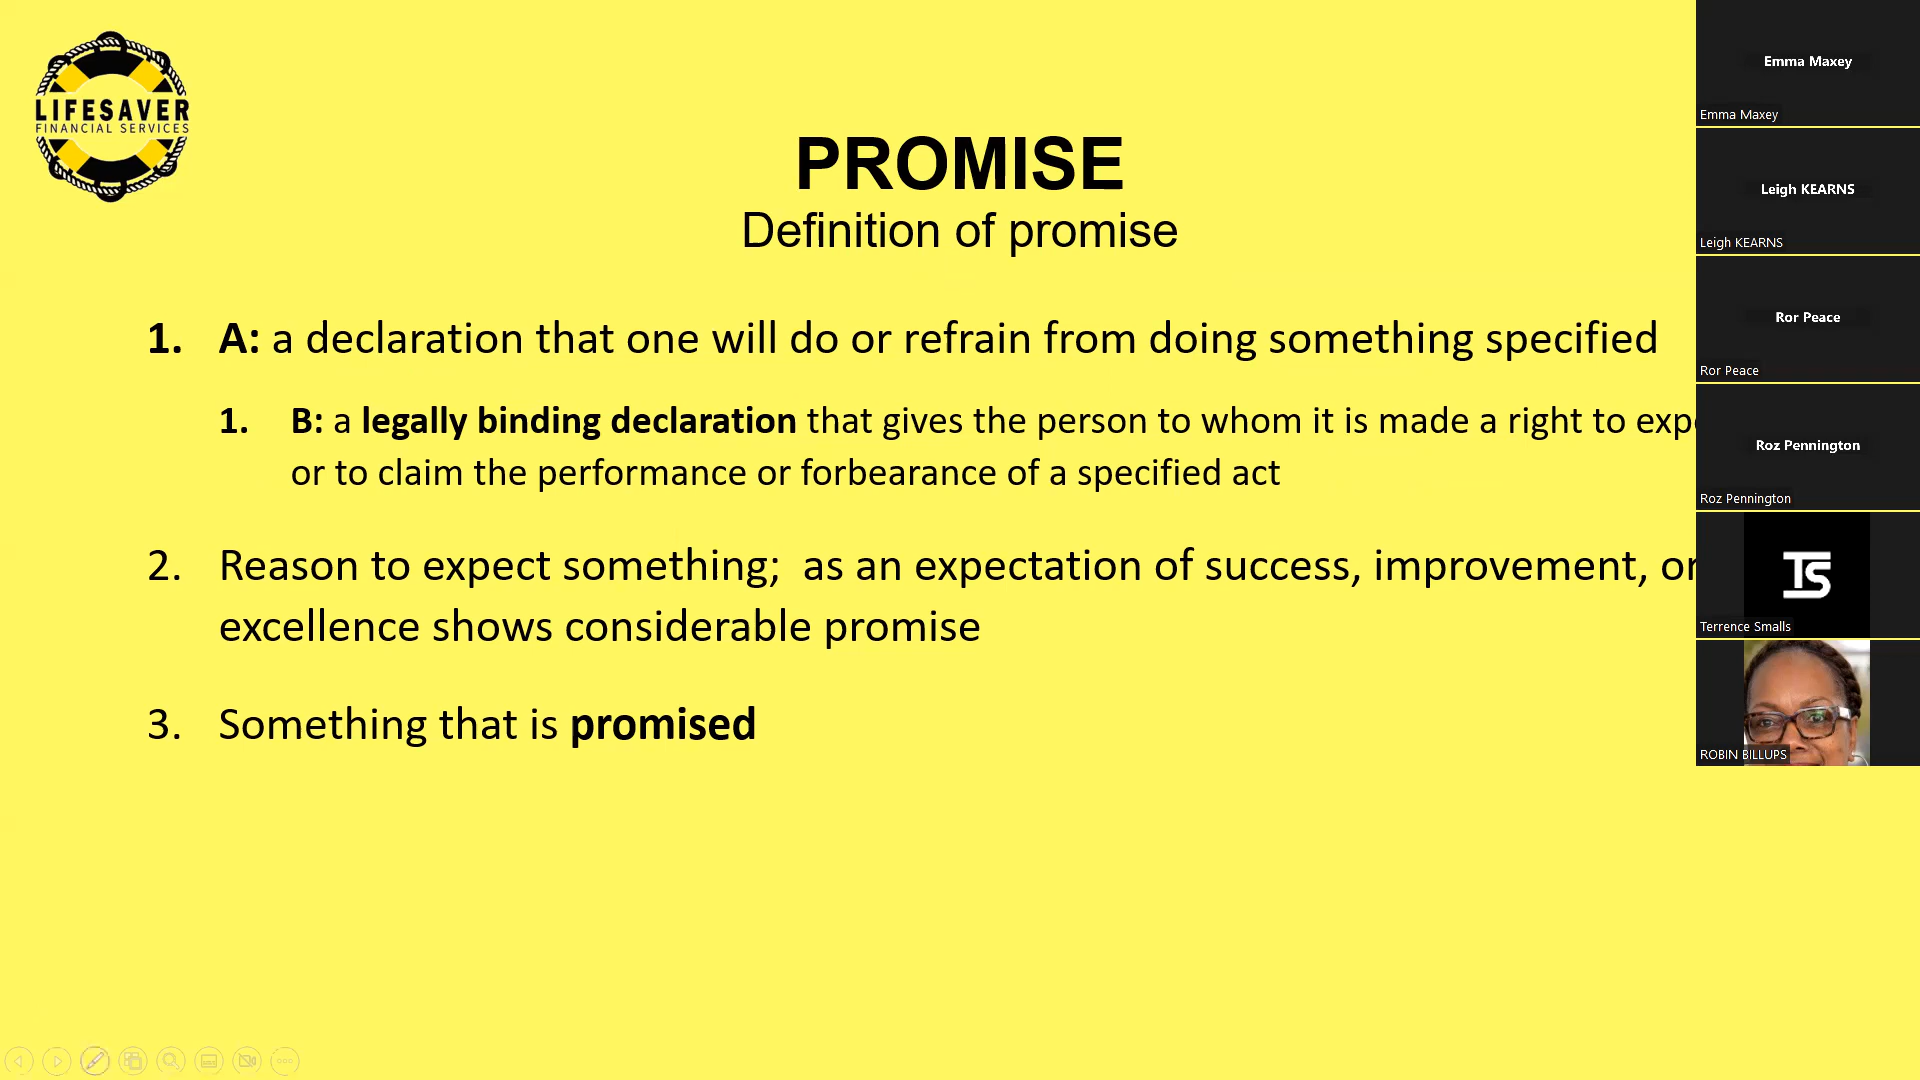 LIFESAVER
FINANCIAL SERVICES
PROMISE
Definition of promise
1. A: a declaration that one will do or refrain from doing something specified
1. B: a legally binding declaration that gives the person to whom it is made a right to
or to claim the performance or forbearance of a specified act
2. Reason to expect something; as an expectation of success, improvement, or
excellence shows considerable promise
3. Something that is promised
Emma Maxey
Emma Maxey
Leigh KEARNS
Leigh KEARNS
Ror Peace
Ror Peace
Roz Pennington
Roz Pennington
TS
Terrence Smalls
ROBIN BILLUPS